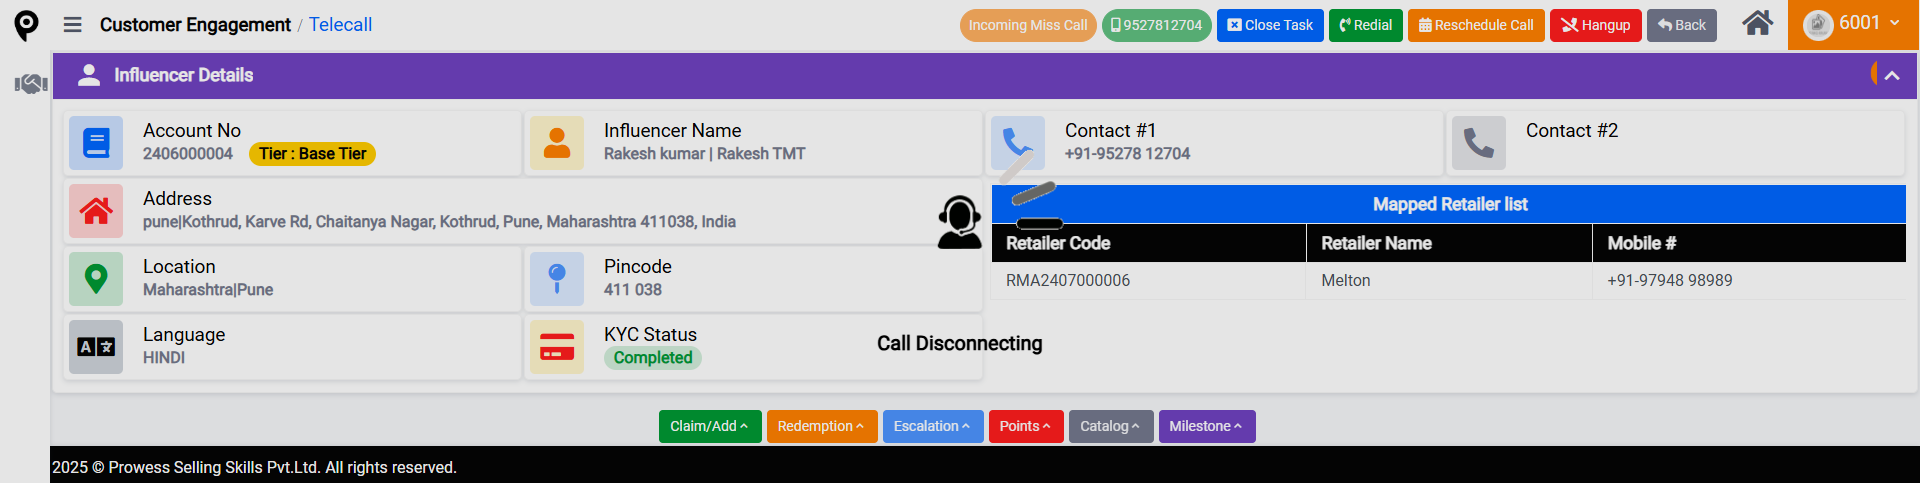 Customer Engagement / Telecall
Incoming Miss Call
9527812704
Close Task
Redial
Reschedule Call
Hangup
Back
6001
Influencer Details
Account No
2406000004 Tier : Base Tier
Influencer Name
Rakesh kumar | Rakesh TMT
Contact #1
+91-95278 12704
Contact #2
Address
pune|Kothrud, Karve Rd, Chaitanya Nagar, Kothrud, Pune, Maharashtra 411038, India
Mapped Retailer list
Retailer Code Retailer Name Mobile #
RMA2407000006 Melton +91-97948 98989
Location
Maharashtra|Pune
Pincode
411 038
Language
HINDI
KYC Status
Completed
Call Disconnecting
Claim/Add
Redemption
Escalation
Points
Catalog
Milestone
2025 © Prowess Selling Skills Pvt.Ltd. All rights reserved.